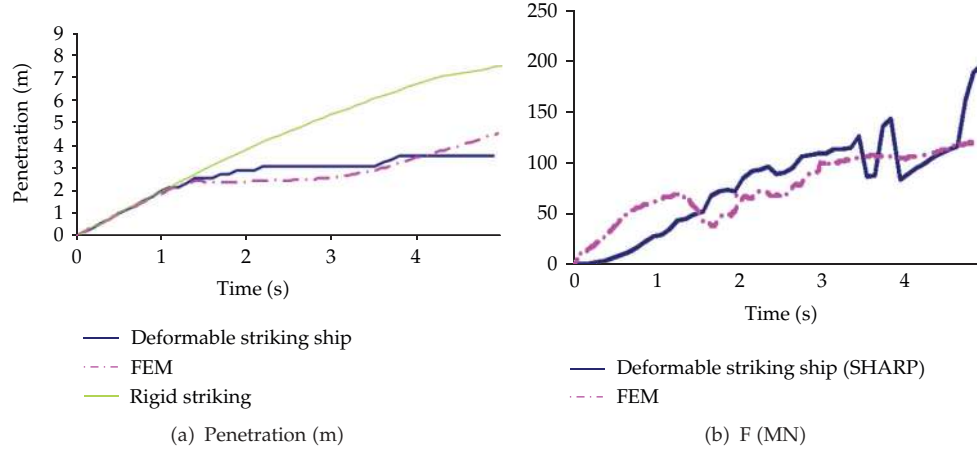 9
8
7
6
5
4
3
2
1
0
Penetration (m)
0 1 2 3 4
Time (s)
Deformable striking ship
FEM
Rigid striking
(a) Penetration (m)
250
200
150
100
50
0
0 1 2 3 4
Time (s)
Deformable striking ship (SHARP)
FEM
(b) F (MN)